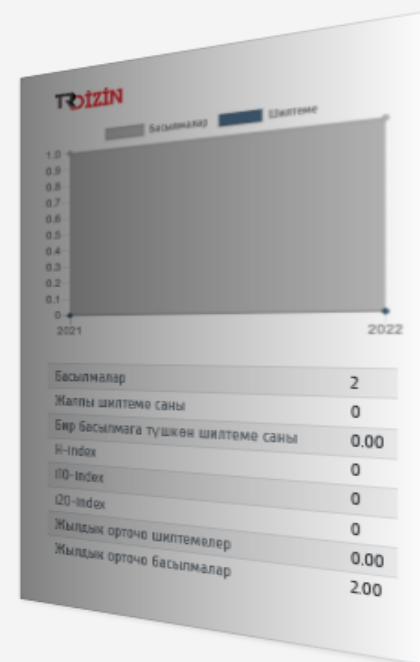 TRDİZİN
Басылмалар Шилтеме
1.0
0.9
0.8
0.7
0.6
0.5
0.4
0.3
0.2
0.1
0
2021 2022
Басылмалар 2
Жалпы шилтеме саны 0
Бир басылмага түшкөн шилтеме саны 0.00
H-index 0
i10-index 0
i20-index 0
Жылдык орточо шилтемелер 0.00
Жылдык орточо басылмалар 2.00